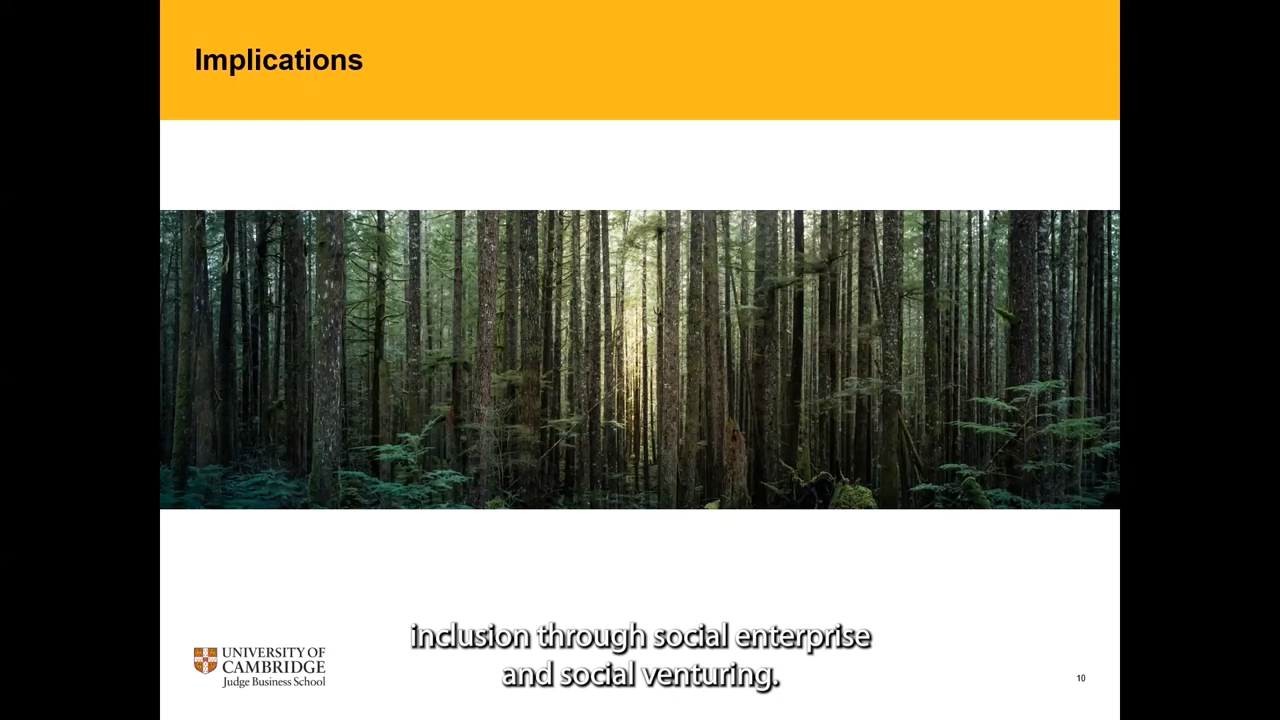 Implications
inclusion through social enterprise
and social venturing.
UNIVERSITY OF
CAMBRIDGE
Judge Business School
10